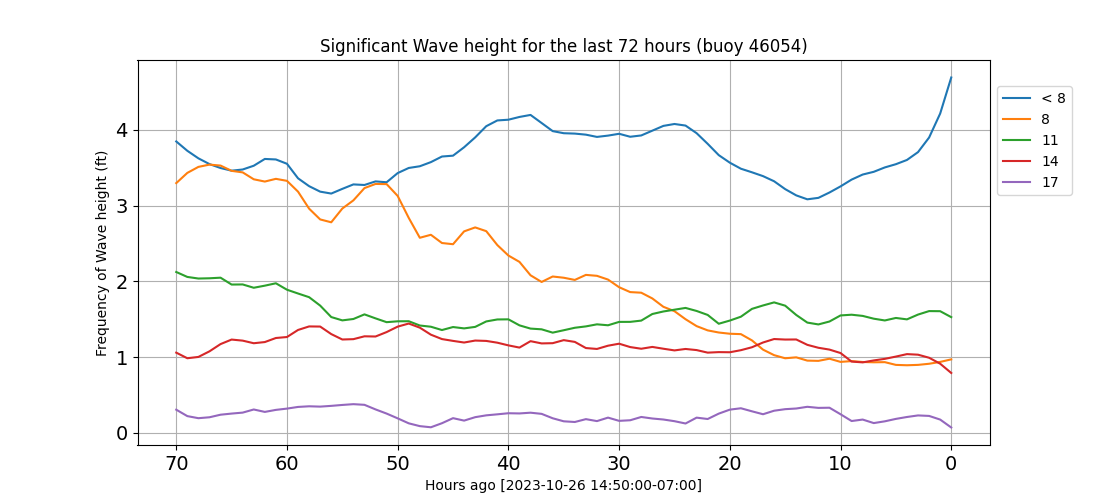 Significant Wave height for the last 72 hours (buoy 46054)
Frequency of Wave height (ft)
4
3
2
1
0
70 60 50 40 30 20 10 0
Hours ago [2023-10-26 14:50:00-07:00]
< 8
8
11
14
17